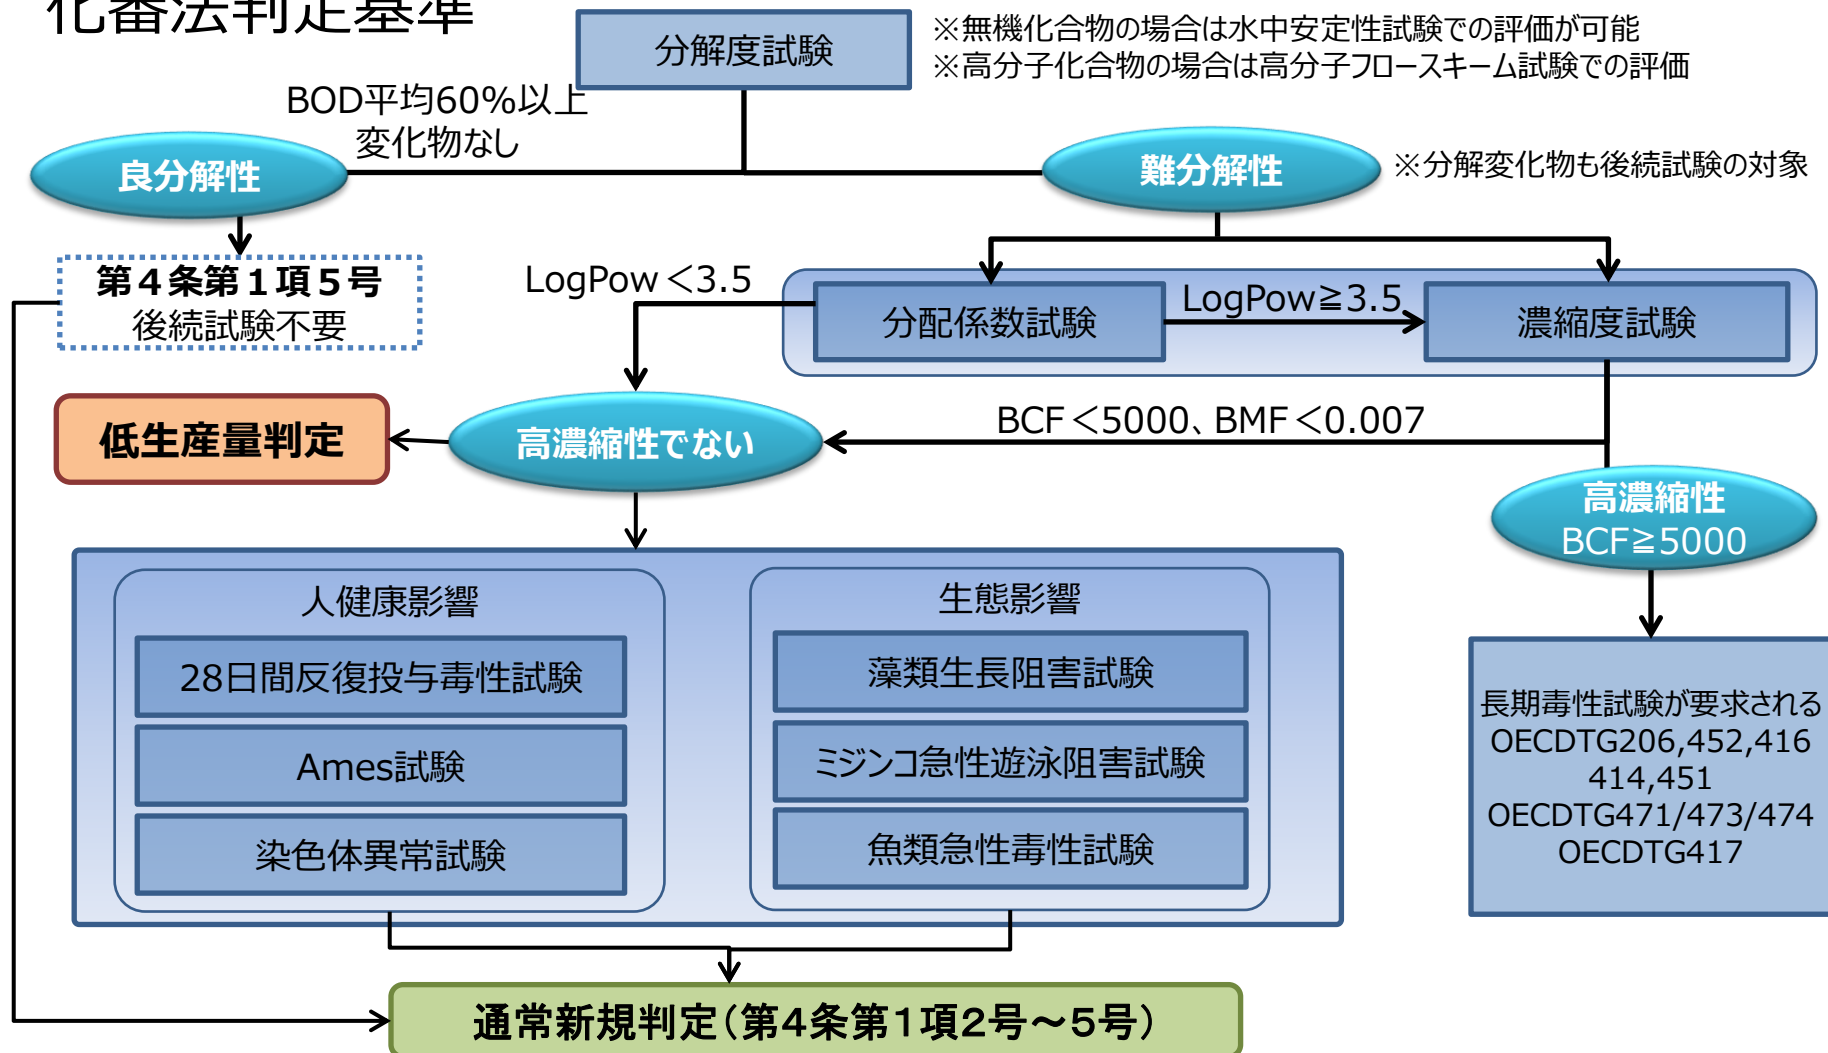 化審法判定基準
分解度試験
※無機化合物の場合は水中安定性試験での評価が可能
※高分子化合物の場合は高分子フロースキーム試験での評価
BOD平均60%以上
変化物なし
良分解性
難分解性
※分解変化物も後続試験の対象
第４条第１項５号
後続試験不要
LogPow＜3.5
分配係数試験
LogPow≧3.5
濃縮度試験
低生産量判定
高濃縮性でない
BCF＜5000、BMF＜0.007
高濃縮性
BCF≧5000
人健康影響
28日間反復投与毒性試験
Ames試験
染色体異常試験
生態影響
藻類生長阻害試験
ミジンコ急性遊泳阻害試験
魚類急性毒性試験
長期毒性試験が要求される
OECDTG206,452,416
414,451
OECDTG471/473/474
OECDTG417
通常新規判定（第４条第１項２号～５号）